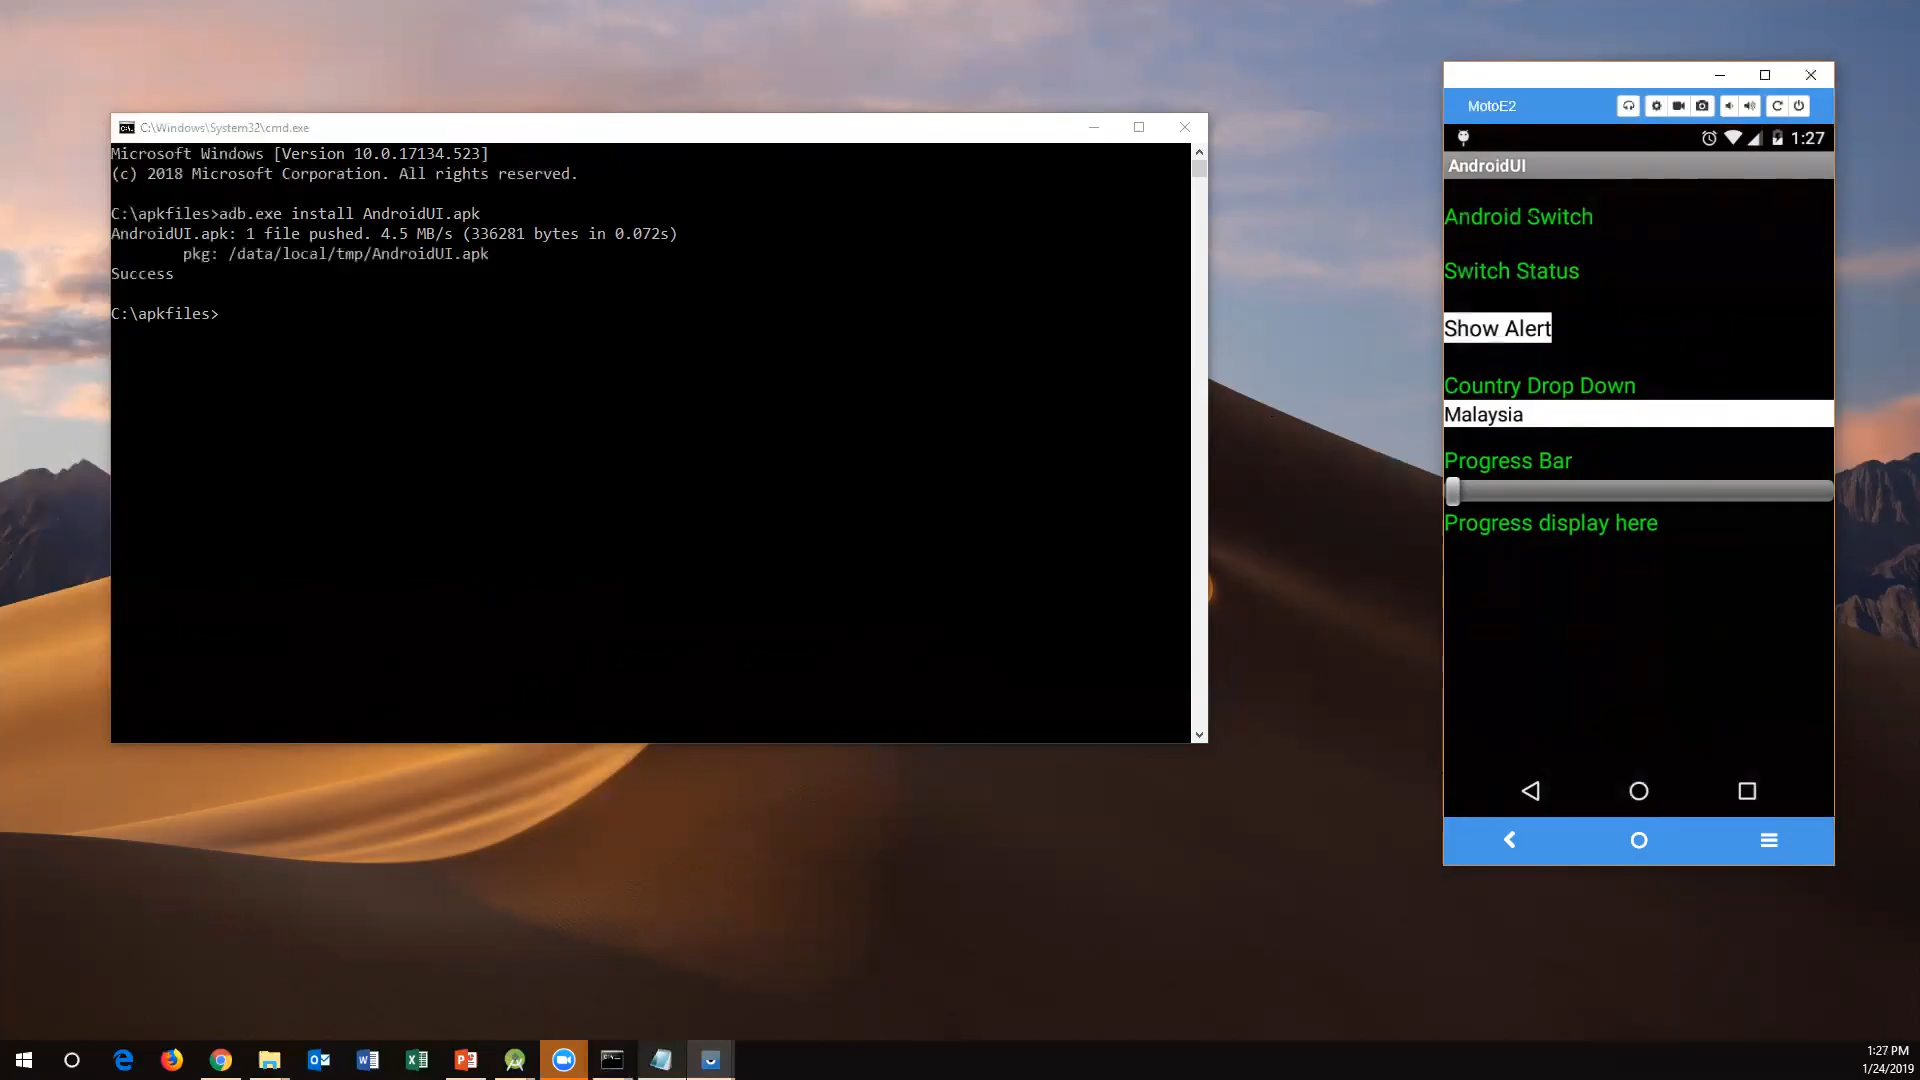 C:\Windows\System32\cmd.exe
Microsoft Windows [Version 10.0.17134.523]
(c) 2018 Microsoft Corporation. All rights reserved.
C:\apkfiles>adb.exe install AndroidUI.apk
AndroidUI.apk: 1 file pushed. 4.5 MB/s (336281 bytes in 0.072s)
pkg: /data/local/tmp/AndroidUI.apk
Success
C:\apkfiles>
MotoE2
1:27
AndroidUI
Android Switch
Switch Status
Show Alert
Country Drop Down
Malaysia
Progress Bar
Progress display here
1:27 PM
1/24/2019